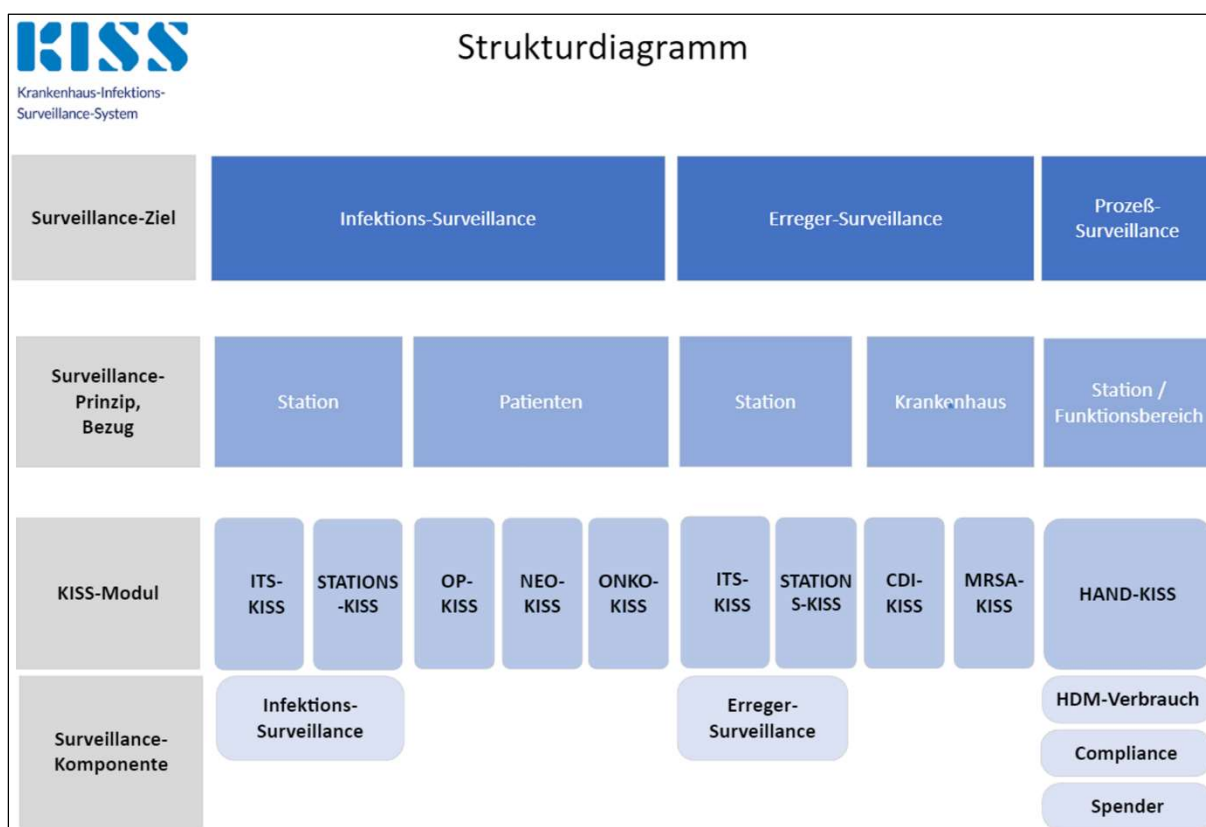 KISS
Krankenhaus-Infektions-
Surveillance-System
Strukturdiagramm
Surveillance-Ziel
Infektions-Surveillance
Erreger-Surveillance
Prozeß-
Surveillance
Surveillance-
Prinzip,
Bezug
Station
Patienten
Station
Krankenhaus
Station /
Funktionsbereich
KISS-Modul
ITS-
KISS
STATIONS
-KISS
OP-
KISS
NEO-
KISS
ONKO-
KISS
ITS-
KISS
STATION
S-KISS
CDI-
KISS
MRSA-
KISS
HAND-KISS
Surveillance-
Komponente
Infektions-
Surveillance
Erreger-
Surveillance
HDM-Verbrauch
Compliance
Spender